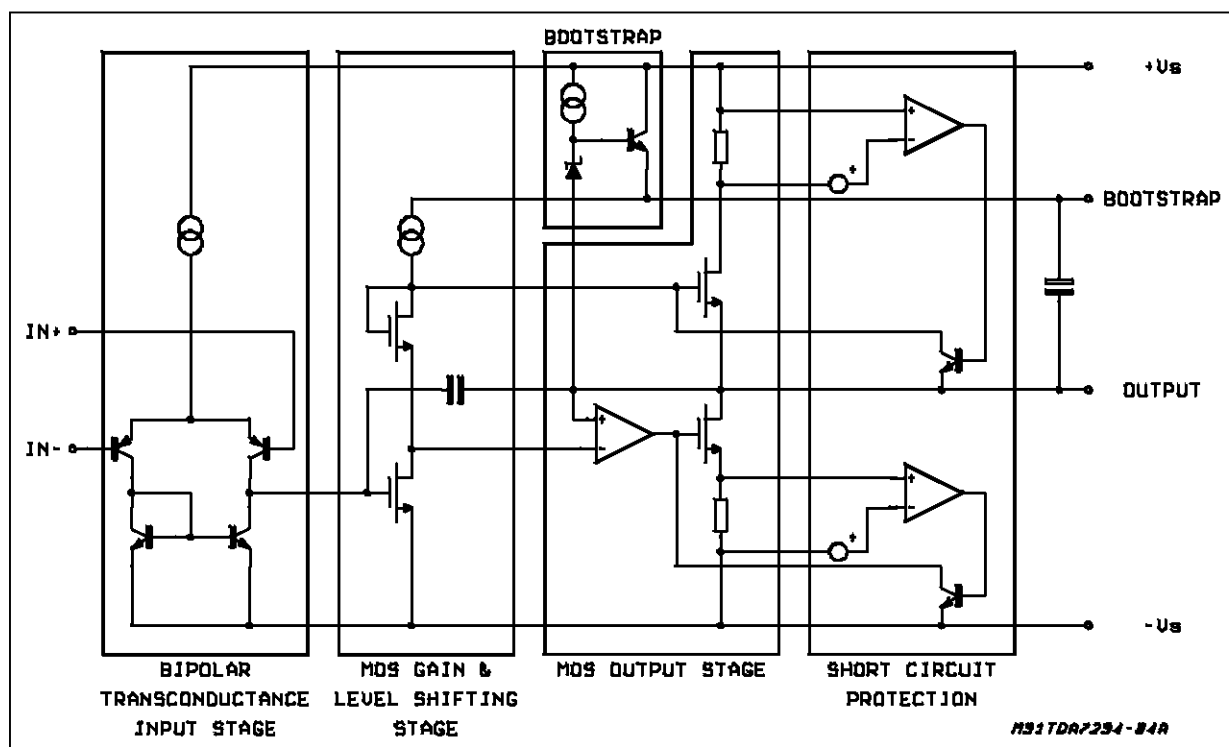 BOOTSTRAP
+Vs
+
-
+
BOOTSTRAP
IN+
OUTPUT
IN-
+
-
+
-
+
-Vs
BIPOLAR
TRANSCONDUCTANCE
INPUT STAGE
MOS GAIN &
LEVEL SHIFTING
STAGE
MOS OUTPUT STAGE
SHORT CIRCUIT
PROTECTION
M91TDA7294-04A